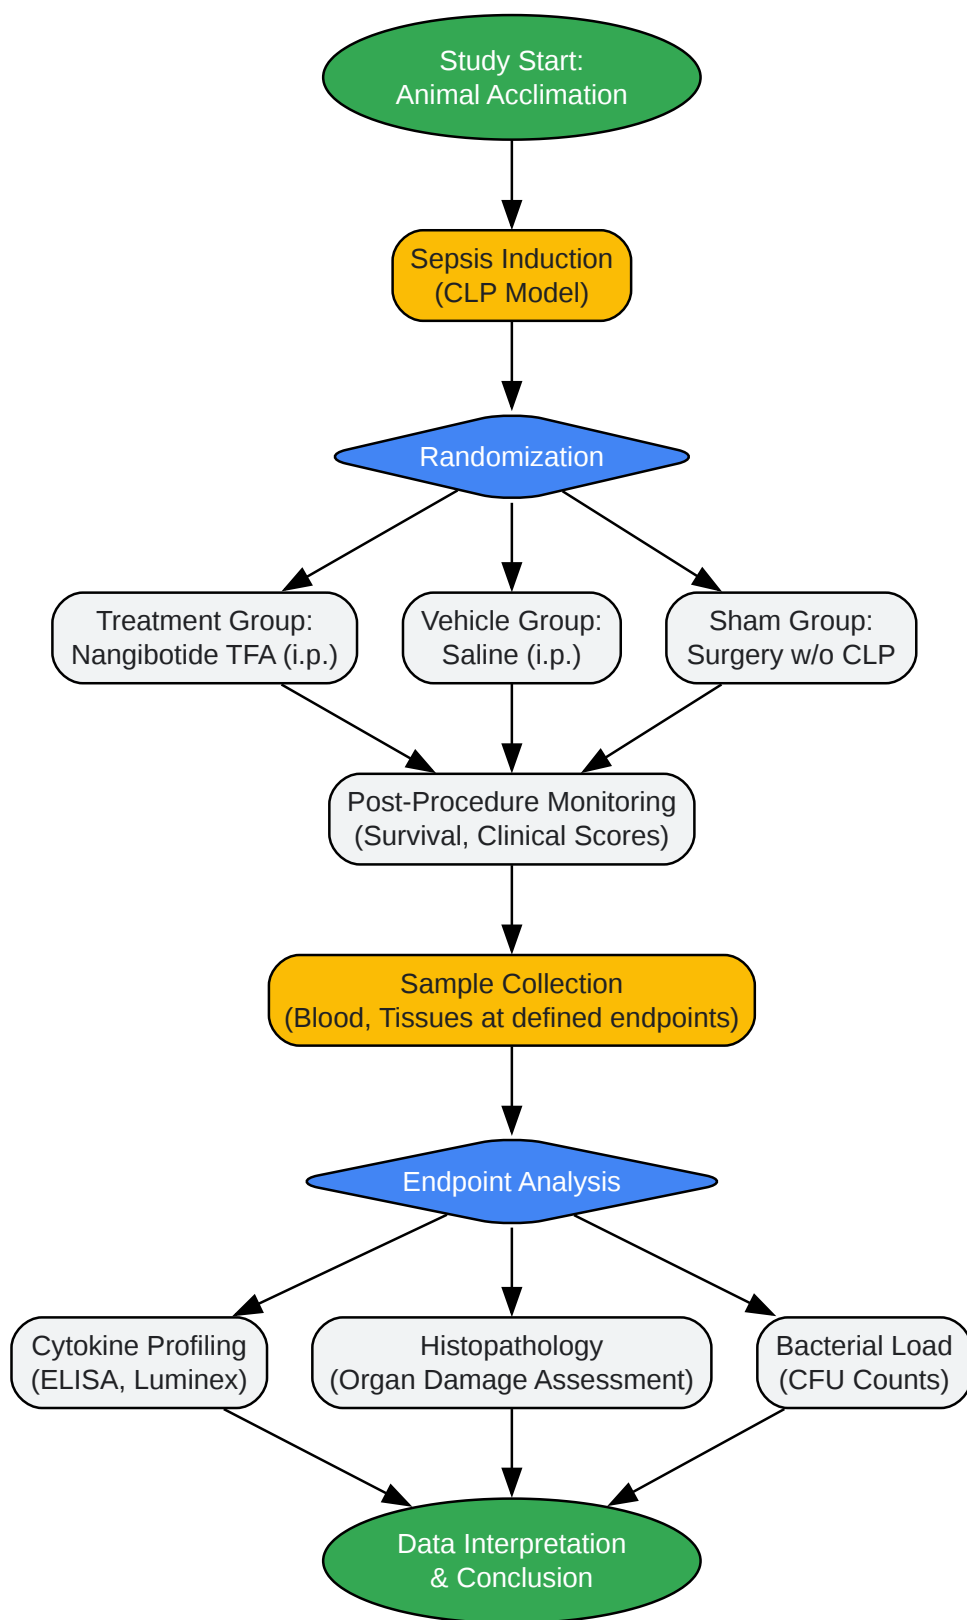 Study Start:
Animal Acclimation
Sepsis Induction
(CLP Model)
Randomization
Treatment Group:
Nangibotide TFA (i.p.)
Vehicle Group:
Saline (i.p.)
Sham Group:
Surgery w/o CLP
Post-Procedure Monitoring
(Survival, Clinical Scores)
Sample Collection
(Blood, Tissues at defined endpoints)
Endpoint Analysis
Cytokine Profiling
(ELISA, Luminex)
Histopathology
(Organ Damage Assessment)
Bacterial Load
(CFU Counts)
Data Interpretation
& Conclusion